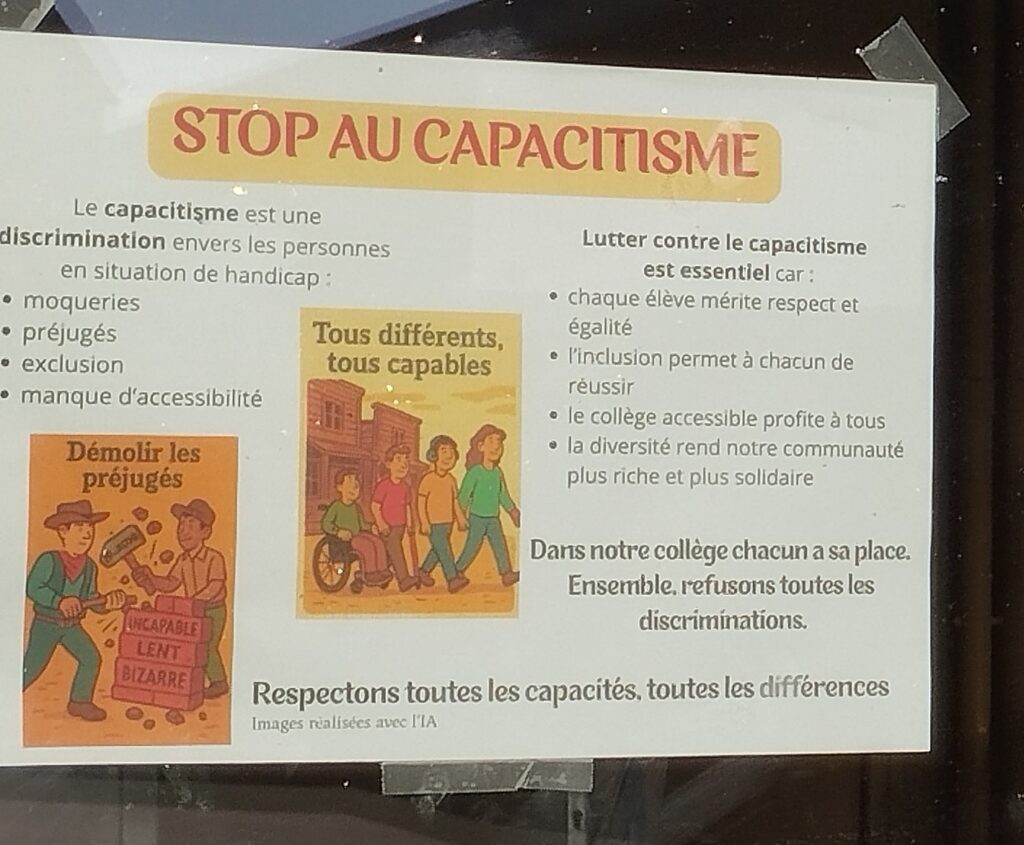 STOP AU CAPACITISME
Le capacitisme est une
discrimination envers les personnes
en situation de handicap :
• moqueries
• préjugés
• exclusion
• manque d'accessibilité
Démolir les
préjugés
INCAPABLE
LENT
BIZARRE
Tous différents,
tous capables
Lutter contre le capacitisme
est essentiel car :
• chaque élève mérite respect et
égalité
• l'inclusion permet à chacun de
réussir
• le collège accessible profite à tous
• la diversité rend notre communauté
plus riche et plus solidaire
Dans notre collège chacun a sa place.
Ensemble, refusons toutes les
discriminations.
Respectons toutes les capacités, toutes les différences
Images réalisées avec l'IA